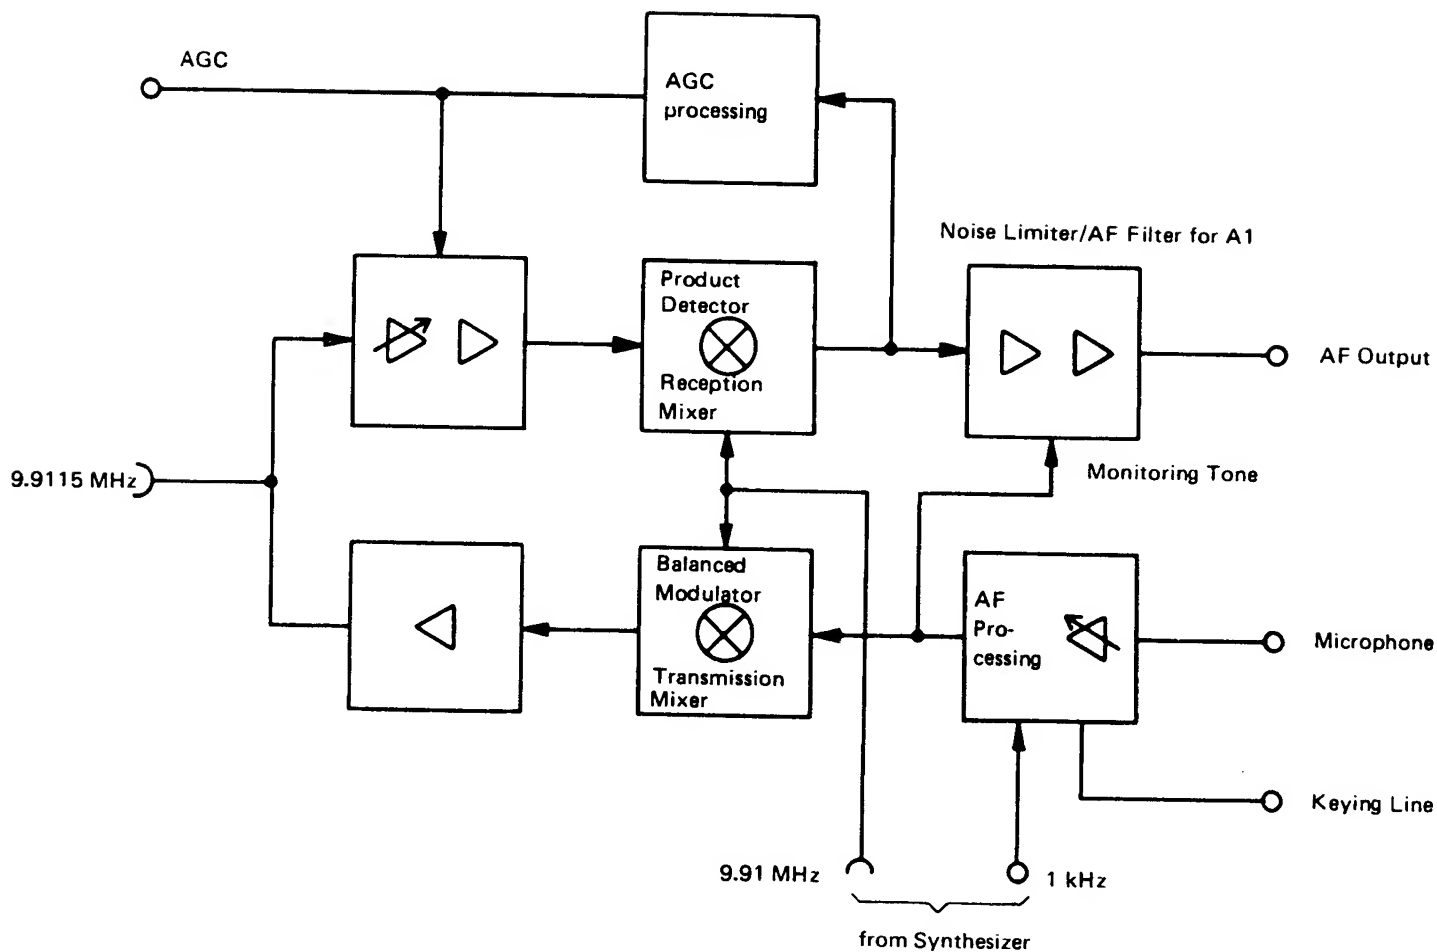 AGC
AGC
processing
Noise Limiter/AF Filter for A1
Product
Detector
Reception
Mixer
AF Output
9.9115 MHz
Monitoring Tone
Balanced
Modulator
Transmission
Mixer
AF
Pro-
cessing
Microphone
Keying Line
9.91 MHz
1 kHz
from Synthesizer